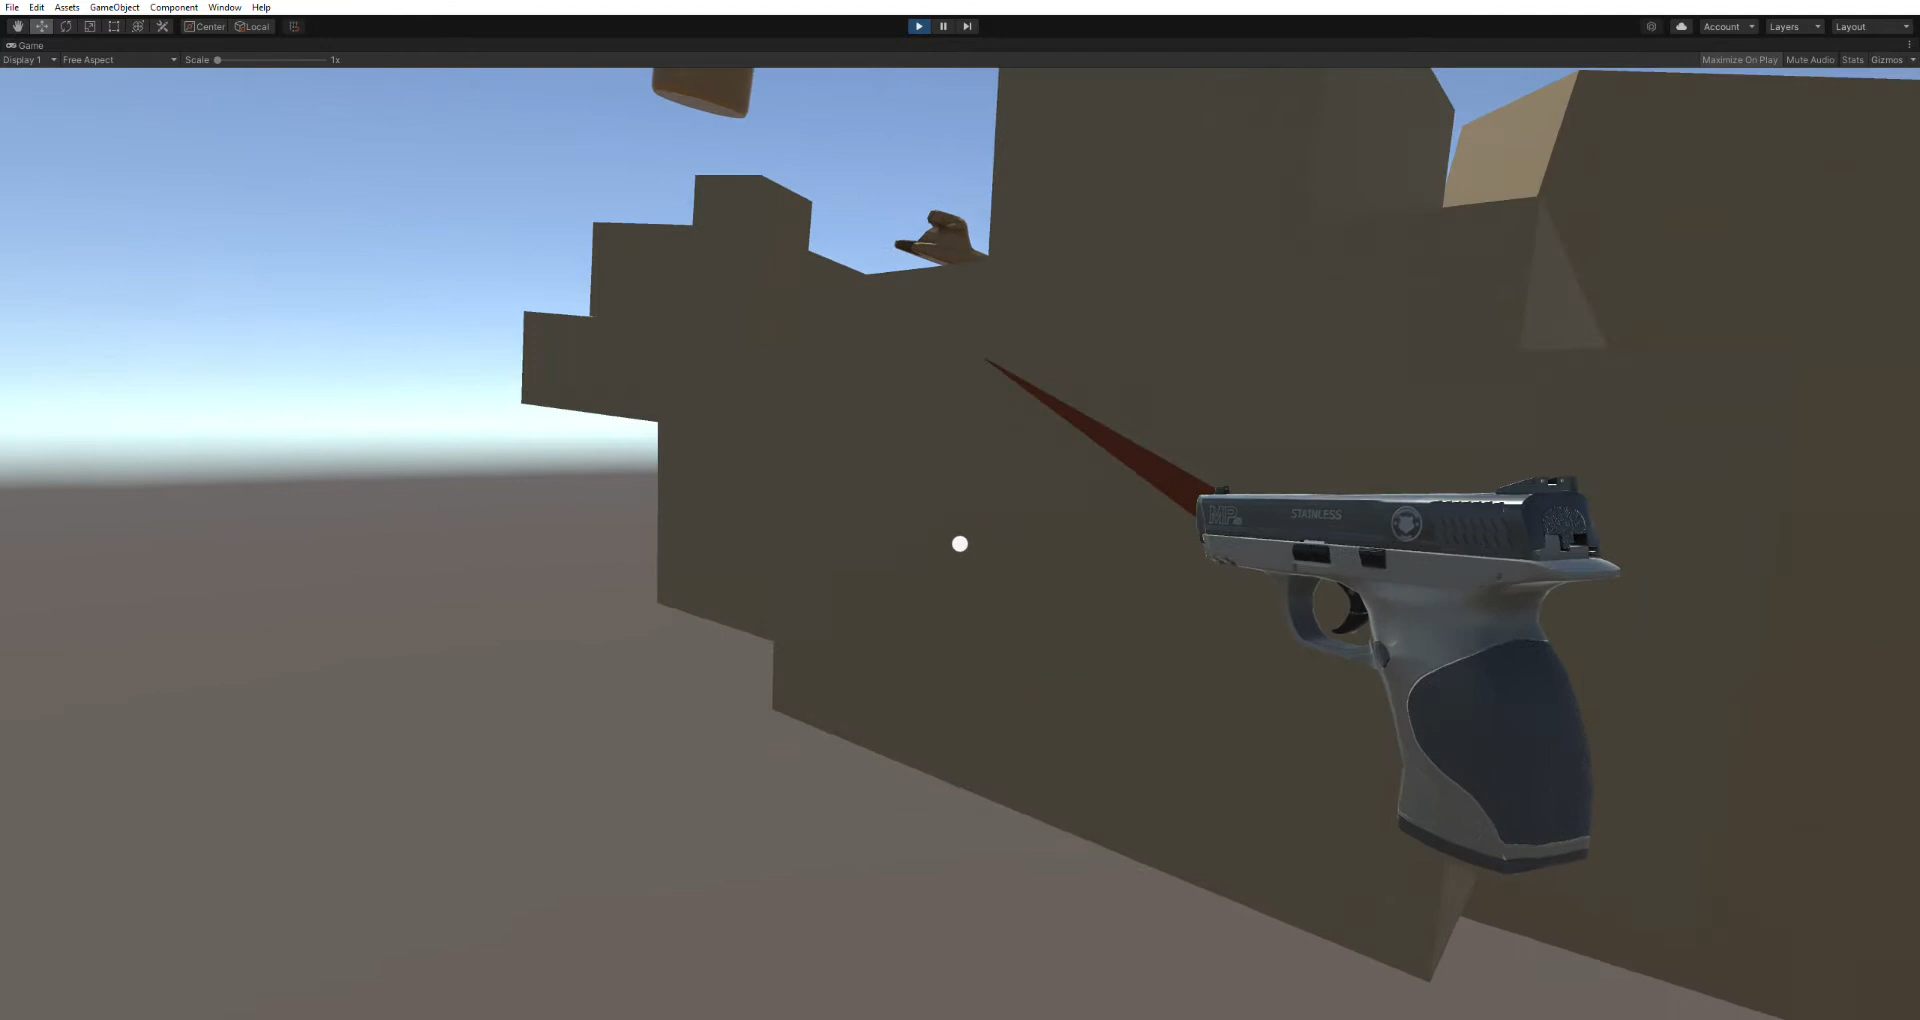 File Edit Assets GameObject Component Window Help
Center Local Account Layers Layout
Game
Display 1 Free Aspect Scale 1x Maximize On Play Mute Audio Stats Gizmos
M&P STAINLESS